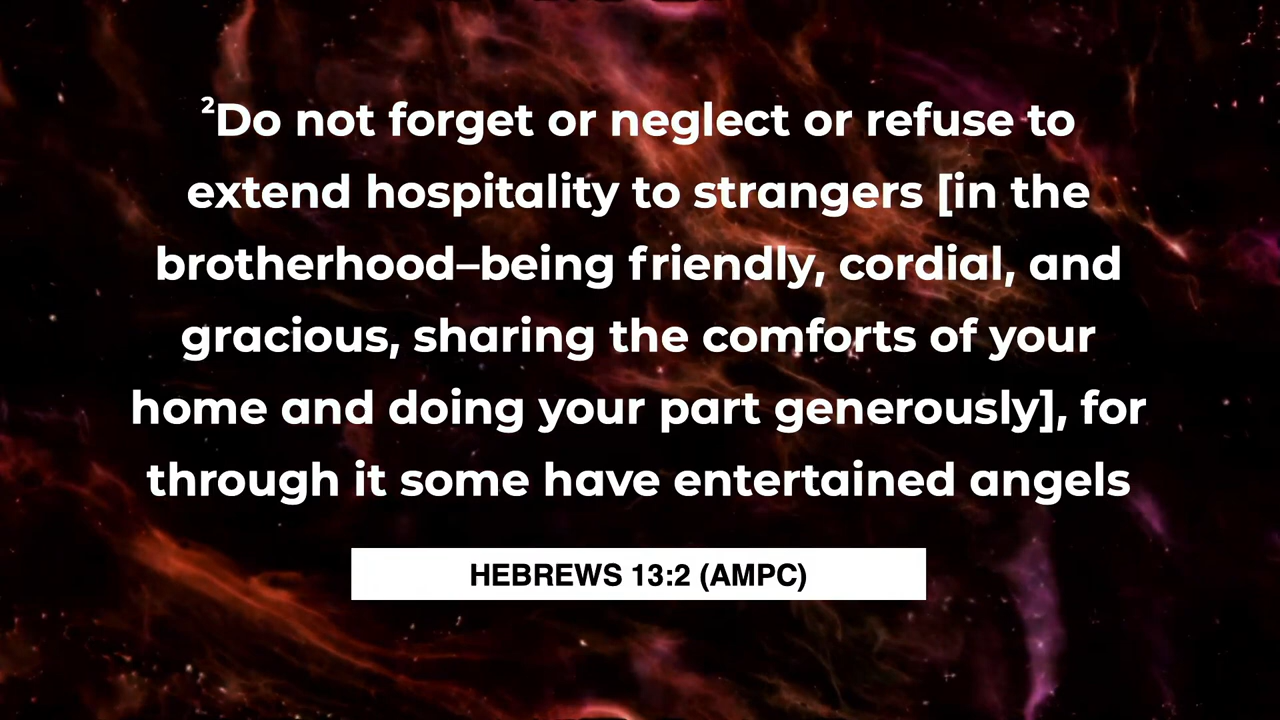 ²Do not forget or neglect or refuse to
extend hospitality to strangers [in the
brotherhood–being friendly, cordial, and
gracious, sharing the comforts of your
home and doing your part generously], for
through it some have entertained angels
HEBREWS 13:2 (AMPC)